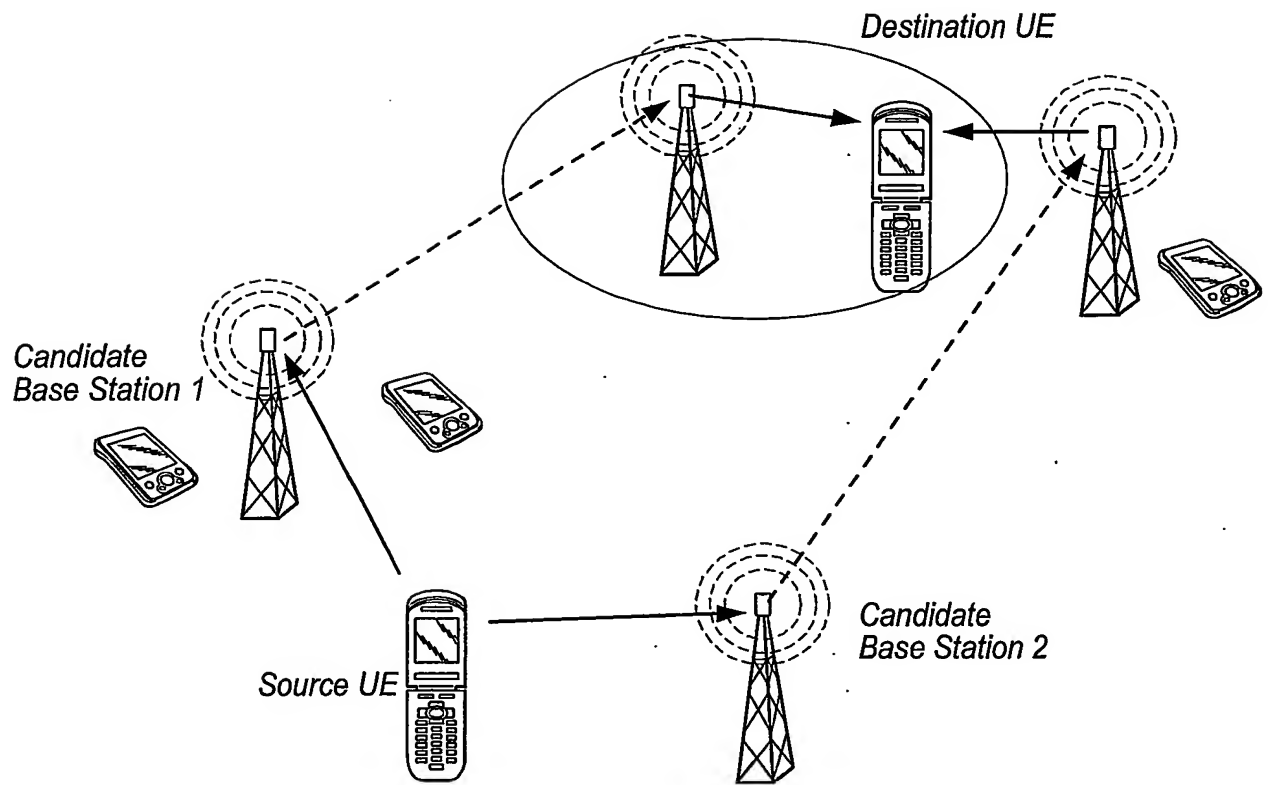 Destination UE
Candidate
Base Station 1
Candidate
Base Station 2
Source UE